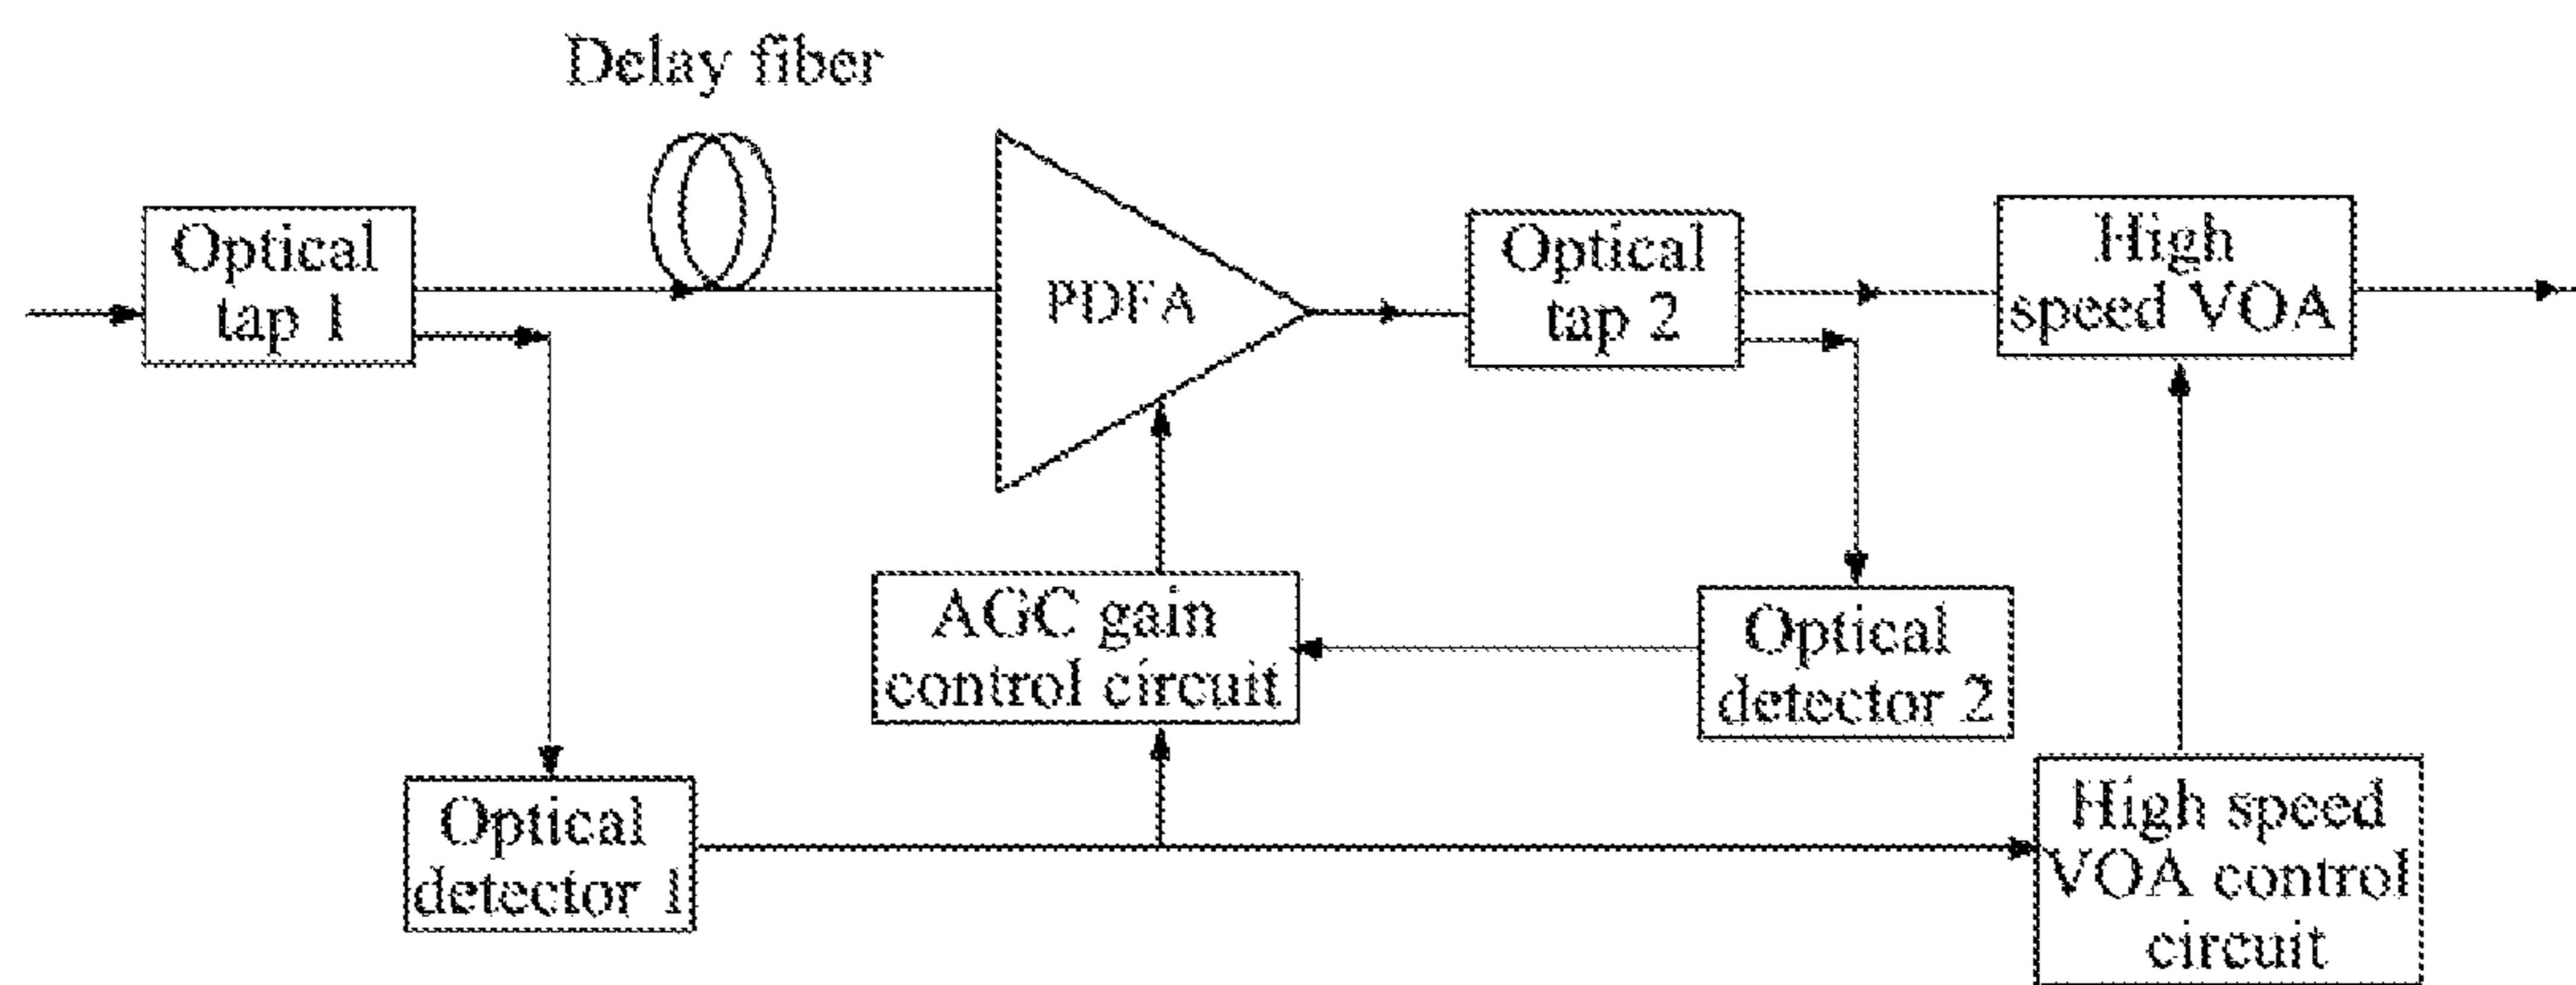 Delay fiber
Optical
tap 1
PDFA
Optical
tap 2
High
speed VOA
AGC gain
control circuit
Optical
detector 2
Optical
detector 1
High speed
VOA control
circuit